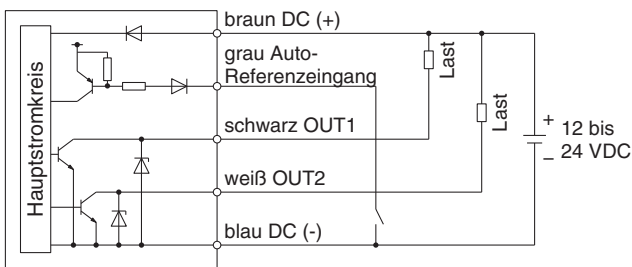 braun DC (+)
grau Auto-
Referenzeingang
Last
Last
Hauptstromkreis
schwarz OUT1
+ 12 bis
– 24 VDC
weiß OUT2
blau DC (-)